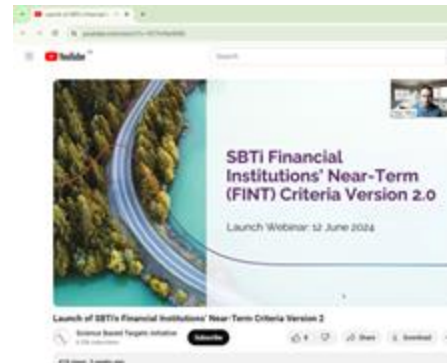 YouTube
Search
SBTi Financial
Institutions' Near-Term
(FINT) Criteria Version 2.0
Launch Webinar: 12 June 2024
Launch of SBTi's Financial Institutions' Near-Term Criteria Version 2
Science Based Targets initiative
Subscribe
Share
Download